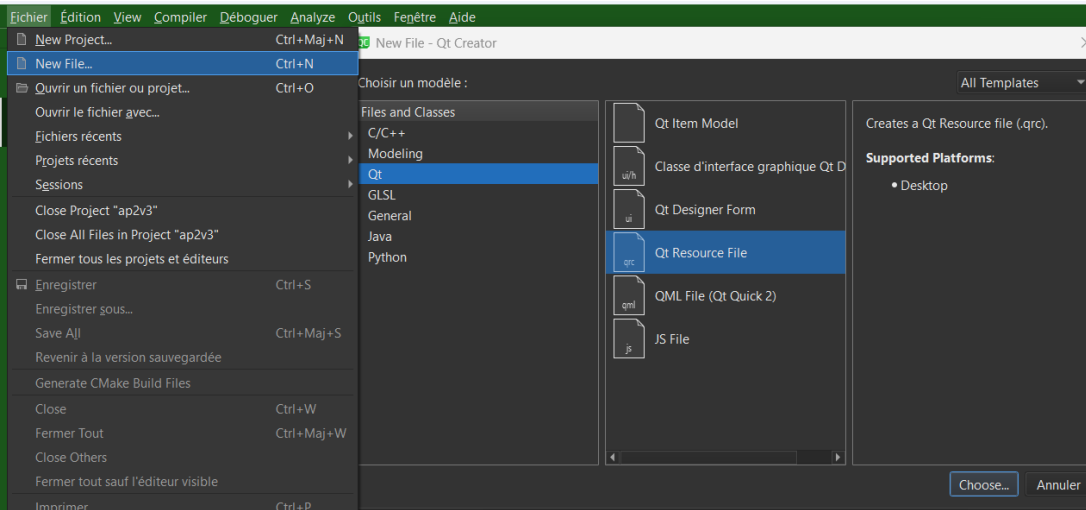 Fichier Édition View Compiler Déboguer Analyze Outils Fenêtre Aide
New Project... Ctrl+Maj+N
New File... Ctrl+N
Ouvrir un fichier ou projet... Ctrl+O
Ouvrir le fichier avec...
Fichiers récents
Projets récents
Sessions
Close Project "ap2v3"
Close All Files in Project "ap2v3"
Fermer tous les projets et éditeurs
Enregistrer Ctrl+S
Enregistrer sous...
Save All Ctrl+Maj+S
Revenir à la version sauvegardée
Generate CMake Build Files
Close Ctrl+W
Fermer Tout Ctrl+Maj+W
Close Others
Fermer tout sauf l'éditeur visible
Imprimer Ctrl+P
QC New File - Qt Creator
Choisir un modèle :
All Templates
Files and Classes
C/C++
Modeling
Qt
GLSL
General
Java
Python
Qt Item Model
ui/h Classe d'interface graphique Qt D
ui Qt Designer Form
qrc Qt Resource File
qml QML File (Qt Quick 2)
js JS File
Creates a Qt Resource file (.qrc).
Supported Platforms:
• Desktop
Choose... Annuler